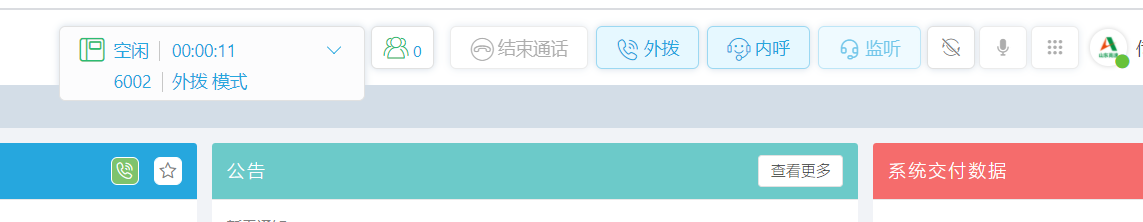 空闲 00:00:11
0
结束通话
外拨
内呼
监听
6002 外拨 模式
公告
查看更多
系统交付数据